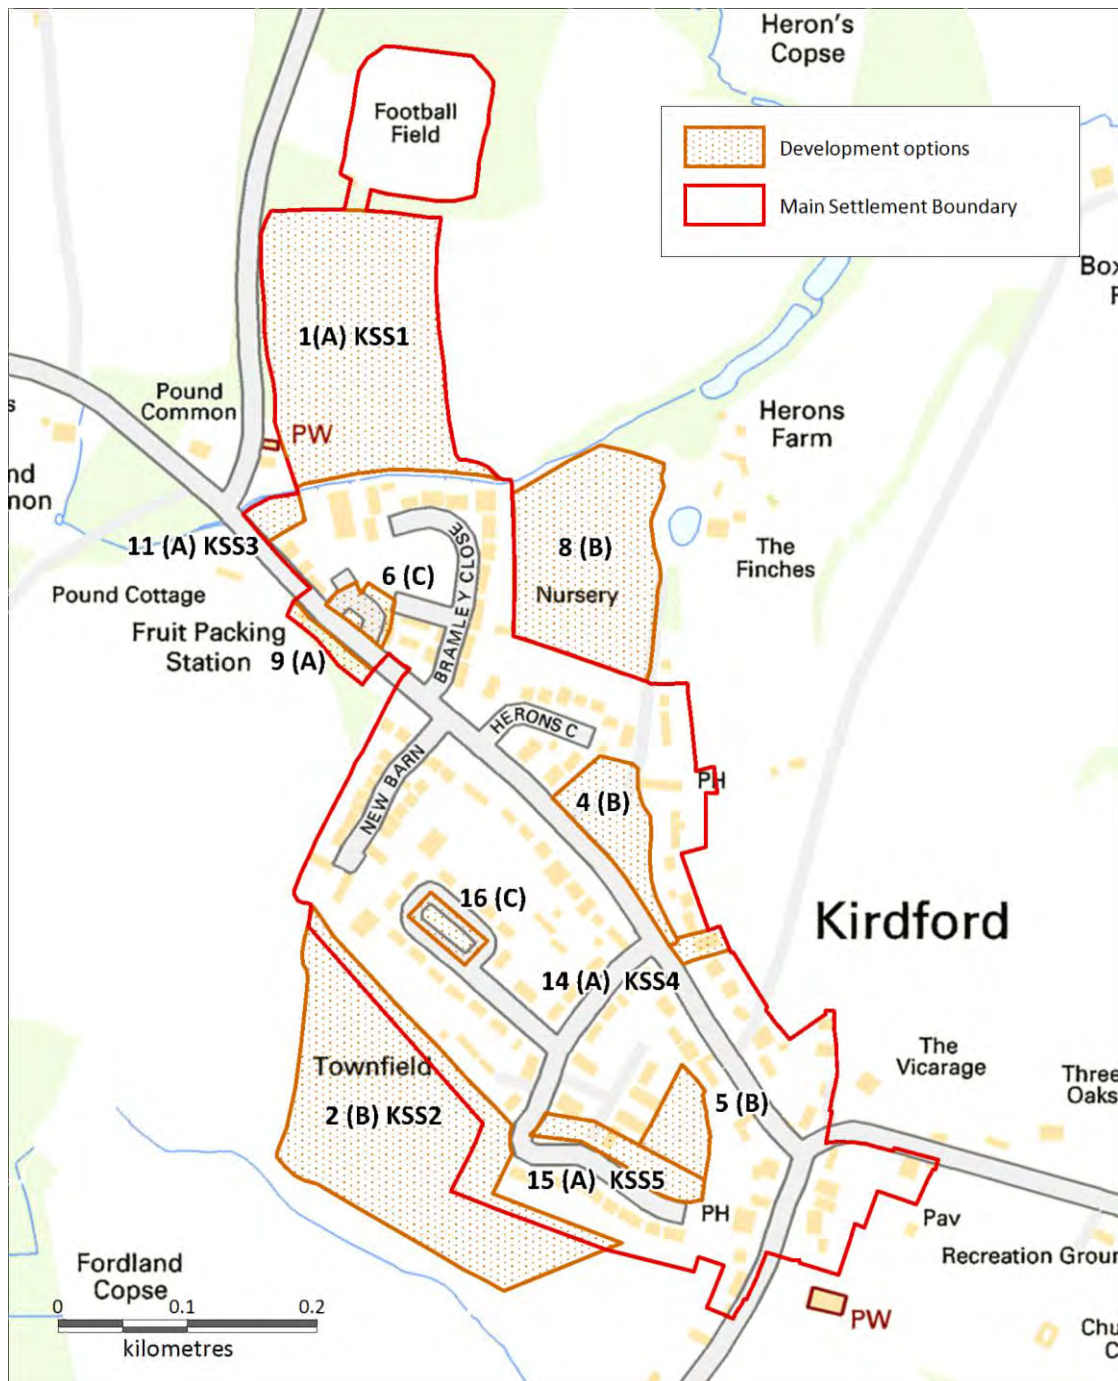 Heron's
Copse
Football
Field
Development options
Main Settlement Boundary
Box
F
1(A) KSS1
Pound
Common
PW
Herons
Farm
s
nd
mon
11 (A) KSS3
8 (B)
Nursery
The
Finches
BRAMLEY CLOSE
6 (C)
Pound Cottage
Fruit Packing
Station
9 (A)
HERONS C
NEW BARN
PH
4 (B)
16 (C)
Kirdford
14 (A) KSS4
The
Vicarage
Three
Oaks
Townfield
2 (B) KSS2
5 (B)
15 (A) KSS5
PH
Pav
Recreation Groun
Fordland
Copse
0 0.1 0.2
kilometres
PW
Chu
C